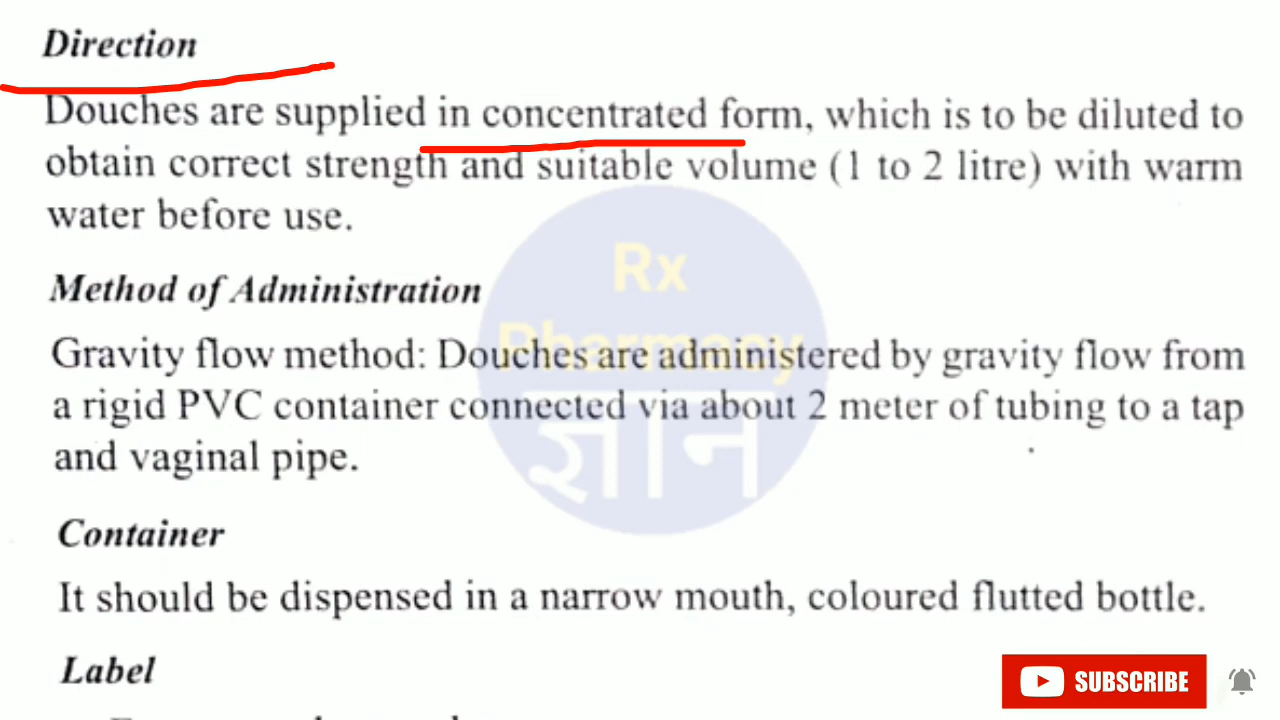 Direction
Douches are supplied in concentrated form, which is to be diluted to
obtain correct strength and suitable volume (1 to 2 litre) with warm
water before use.
Rx
Method of Administration
Pharmacy
Gravity flow method: Douches are administered by gravity flow from
a rigid PVC container connected via about 2 meter of tubing to a tap
ज्ञान
and vaginal pipe.
Container
It should be dispensed in a narrow mouth, coloured flutted bottle.
Label
SUBSCRIBE